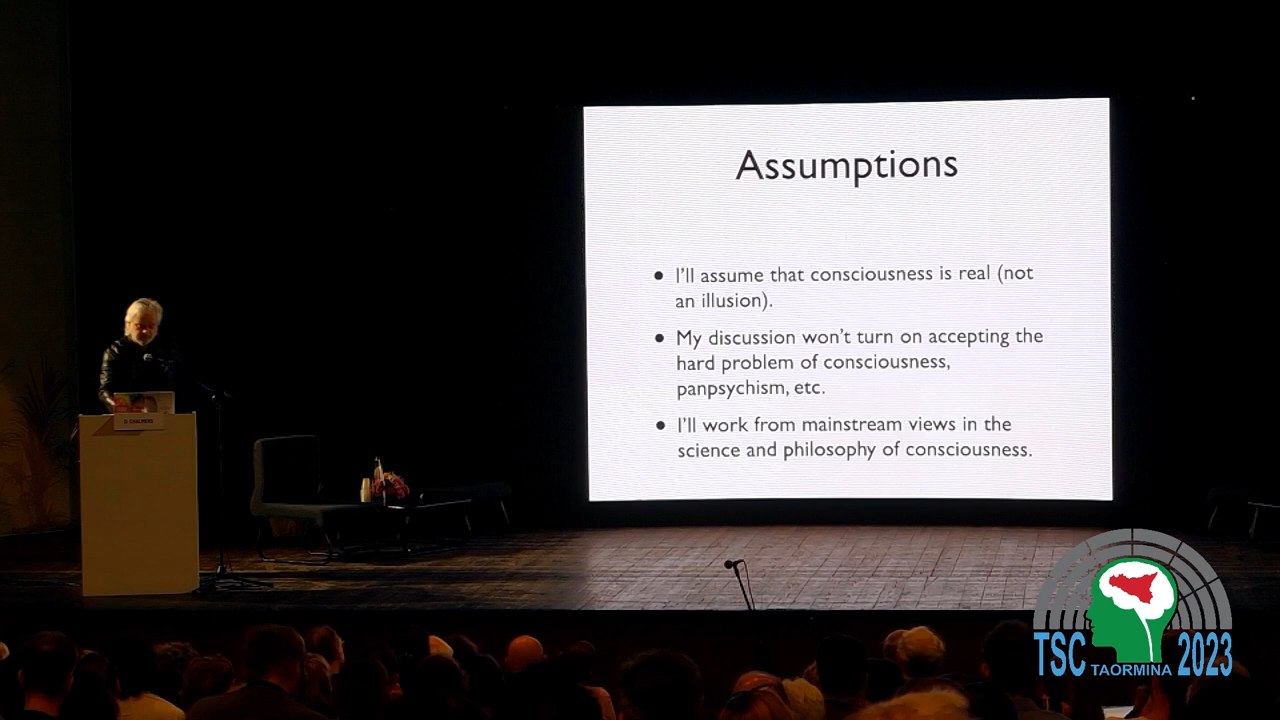 Assumptions
• I'll assume that consciousness is real (not
an illusion).
• My discussion won't turn on accepting the
hard problem of consciousness,
panpsychism, etc.
• I'll work from mainstream views in the
science and philosophy of consciousness.
D. CHALMERS
TSC TAORMINA 2023